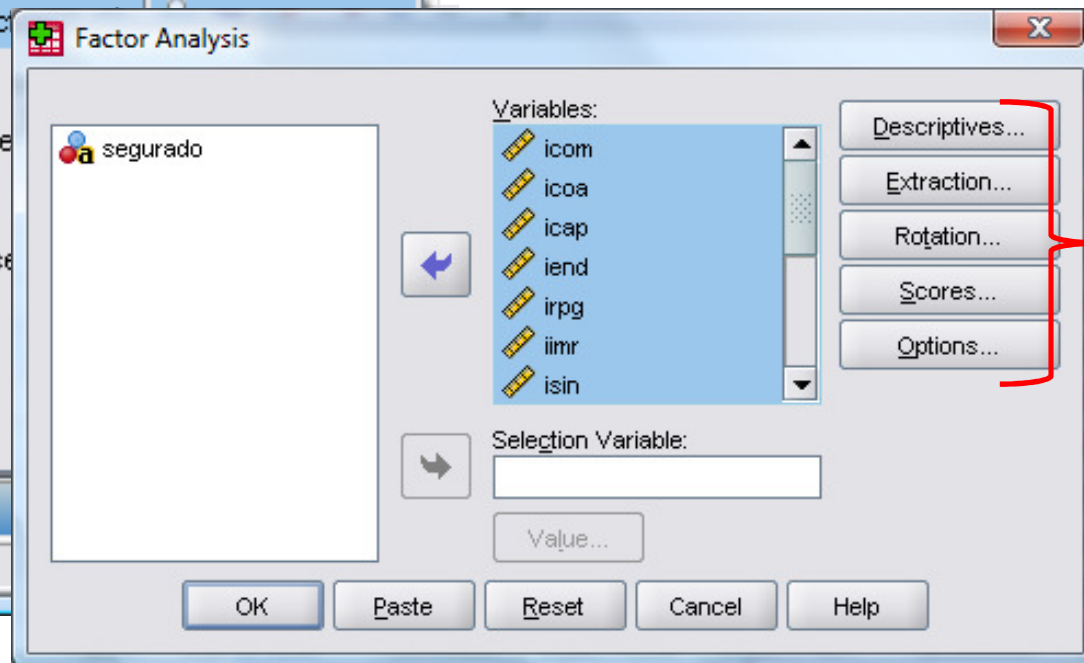 Factor Analysis
segurado
Variables:
icom
icoa
icap
iend
irpg
iimr
isin
Selection Variable:
Value...
Descriptives...
Extraction...
Rotation...
Scores...
Options...
OK
Paste
Reset
Cancel
Help